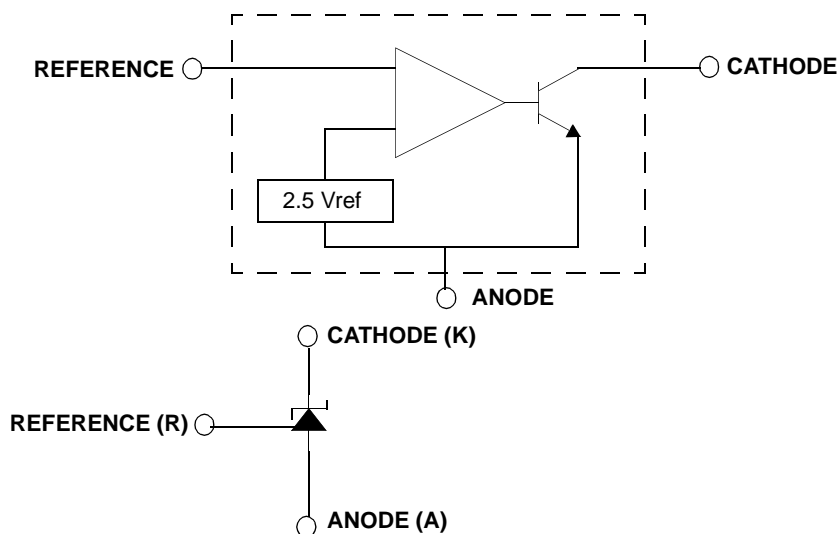 REFERENCE
CATHODE
2.5 Vref
ANODE
CATHODE (K)
REFERENCE (R)
ANODE (A)